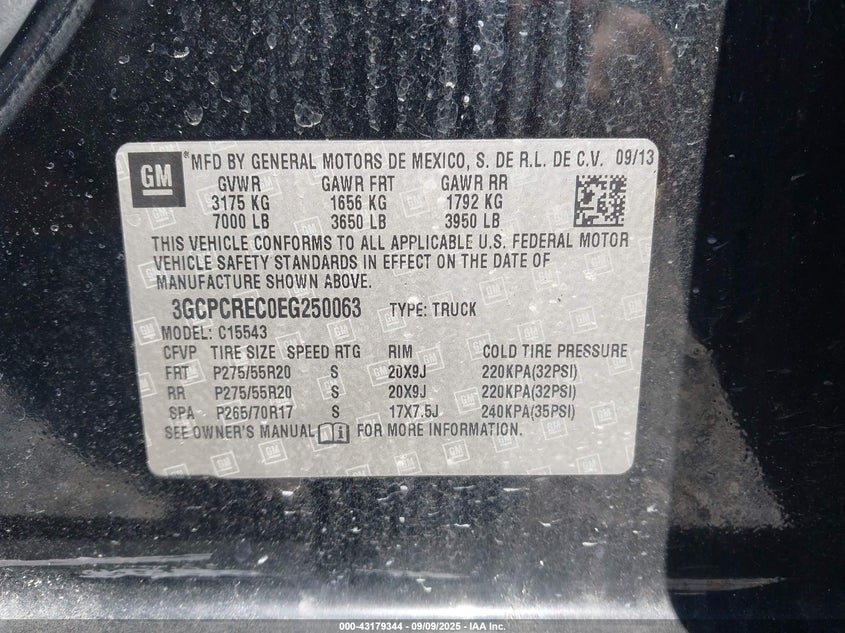 GM *MFD BY GENERAL MOTORS DE MEXICO, S. DE R.L. DE C.V. 09/13
GVWR GAWR FRT GAWR RR
3175 KG 1656 KG 1792 KG
7000 LB 3650 LB 3950 LB
THIS VEHICLE CONFORMS TO ALL APPLICABLE U.S. FEDERAL MOTOR
VEHICLE SAFETY STANDARDS IN EFFECT ON THE DATE OF
MANUFACTURE SHOWN ABOVE.
3GCPCREC0EG250063 TYPE: TRUCK
MODEL: C15543
CFVP TIRE SIZE SPEED RTG RIM COLD TIRE PRESSURE
FRT P275/55R20 S 20X9J 220KPA(32PSI)
RR P275/55R20 S 20X9J 220KPA(32PSI)
SPA P265/70R17 S 17X7.5J 240KPA(35PSI)
SEE OWNER'S MANUAL FOR MORE INFORMATION.
000-43179344 - 09/09/2025 - IAA Inc.